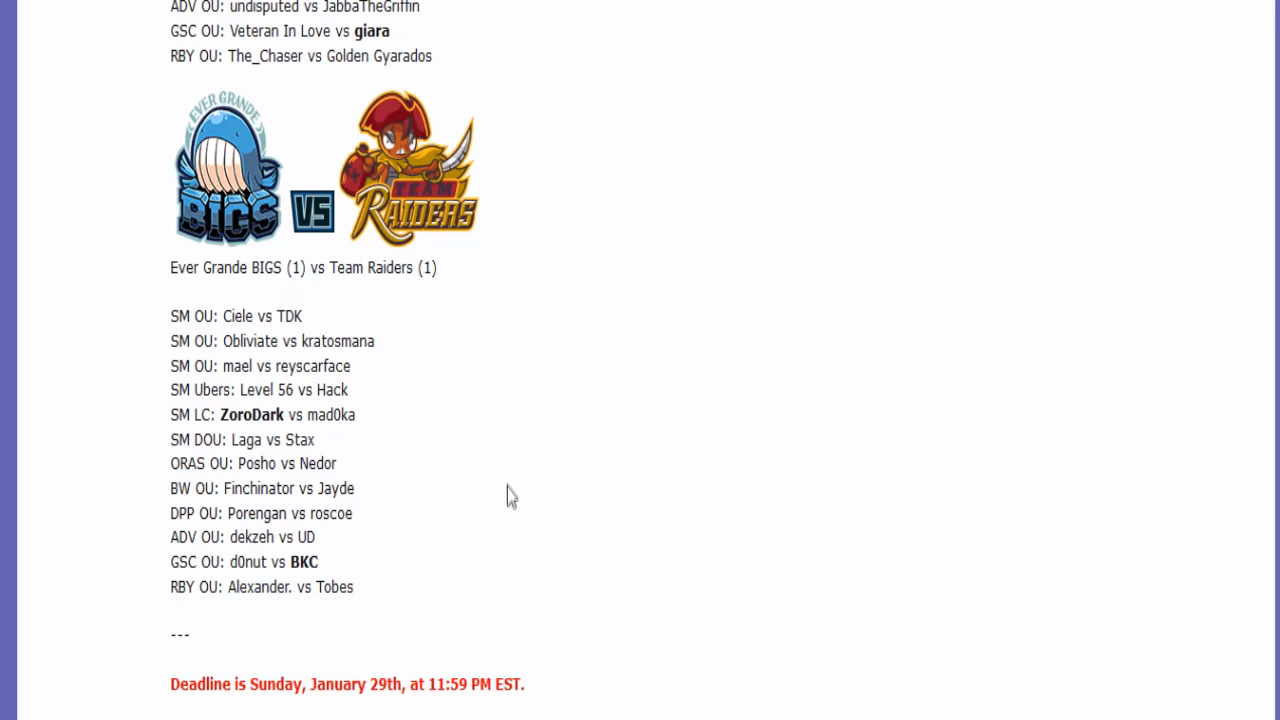 ADV OU: undisputed vs JabbaTheGriffin
GSC OU: Veteran In Love vs giara
RBY OU: The_Chaser vs Golden Gyarados
EVER GRANDE
BIGS
VS
TEAM
RAIDERS
Ever Grande BIGS (1) vs Team Raiders (1)
SM OU: Ciele vs TDK
SM OU: Obliviate vs kratosmana
SM OU: mael vs reyscarface
SM Ubers: Level 56 vs Hack
SM LC: ZoroDark vs mad0ka
SM DOU: Laga vs Stax
ORAS OU: Posho vs Nedor
BW OU: Finchinator vs Jayde
DPP OU: Porengan vs roscoe
ADV OU: dekzeh vs UD
GSC OU: d0nut vs BKC
RBY OU: Alexander. vs Tobes
---
Deadline is Sunday, January 29th, at 11:59 PM EST.